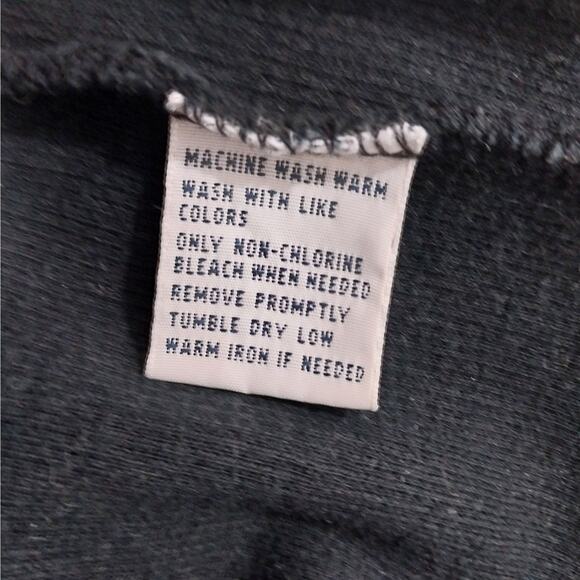 MACHINE WASH WARM
WASH WITH LIKE
COLORS
ONLY NON-CHLORINE
BLEACH WHEN NEEDED
REMOVE PROMPTLY
TUMBLE DRY LOW
WARM IRON IF NEEDED